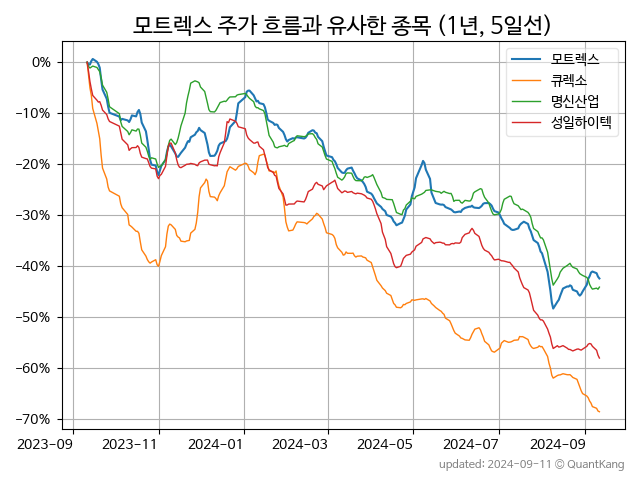 모트렉스 주가 흐름과 유사한 종목 (1년, 5일선)
모트렉스
큐렉소
명신산업
성일하이텍
0%
−10%
−20%
−30%
−40%
−50%
−60%
−70%
2023-09
2023-11
2024-01
2024-03
2024-05
2024-07
2024-09
updated: 2024-09-11 © QuantKang